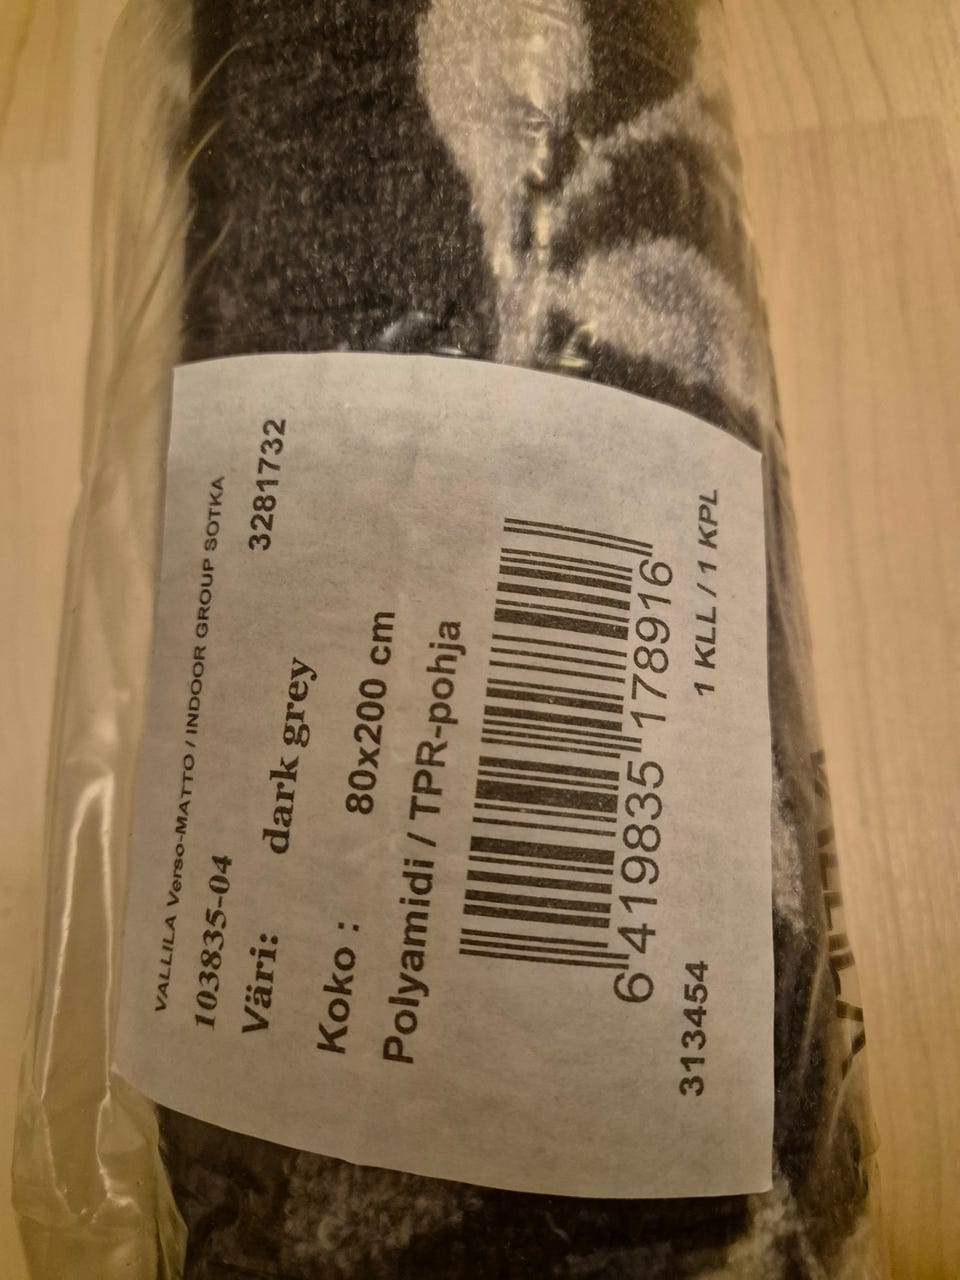 VALLILA Verso-MATTO / INDOOR GROUP SOTKA
103835-04 3281732
Väri: dark grey
Koko : 80x200 cm
Polyamidi / TPR-pohja
6 419835 178916
313454 1 KLL / 1 KPL
VALLILA